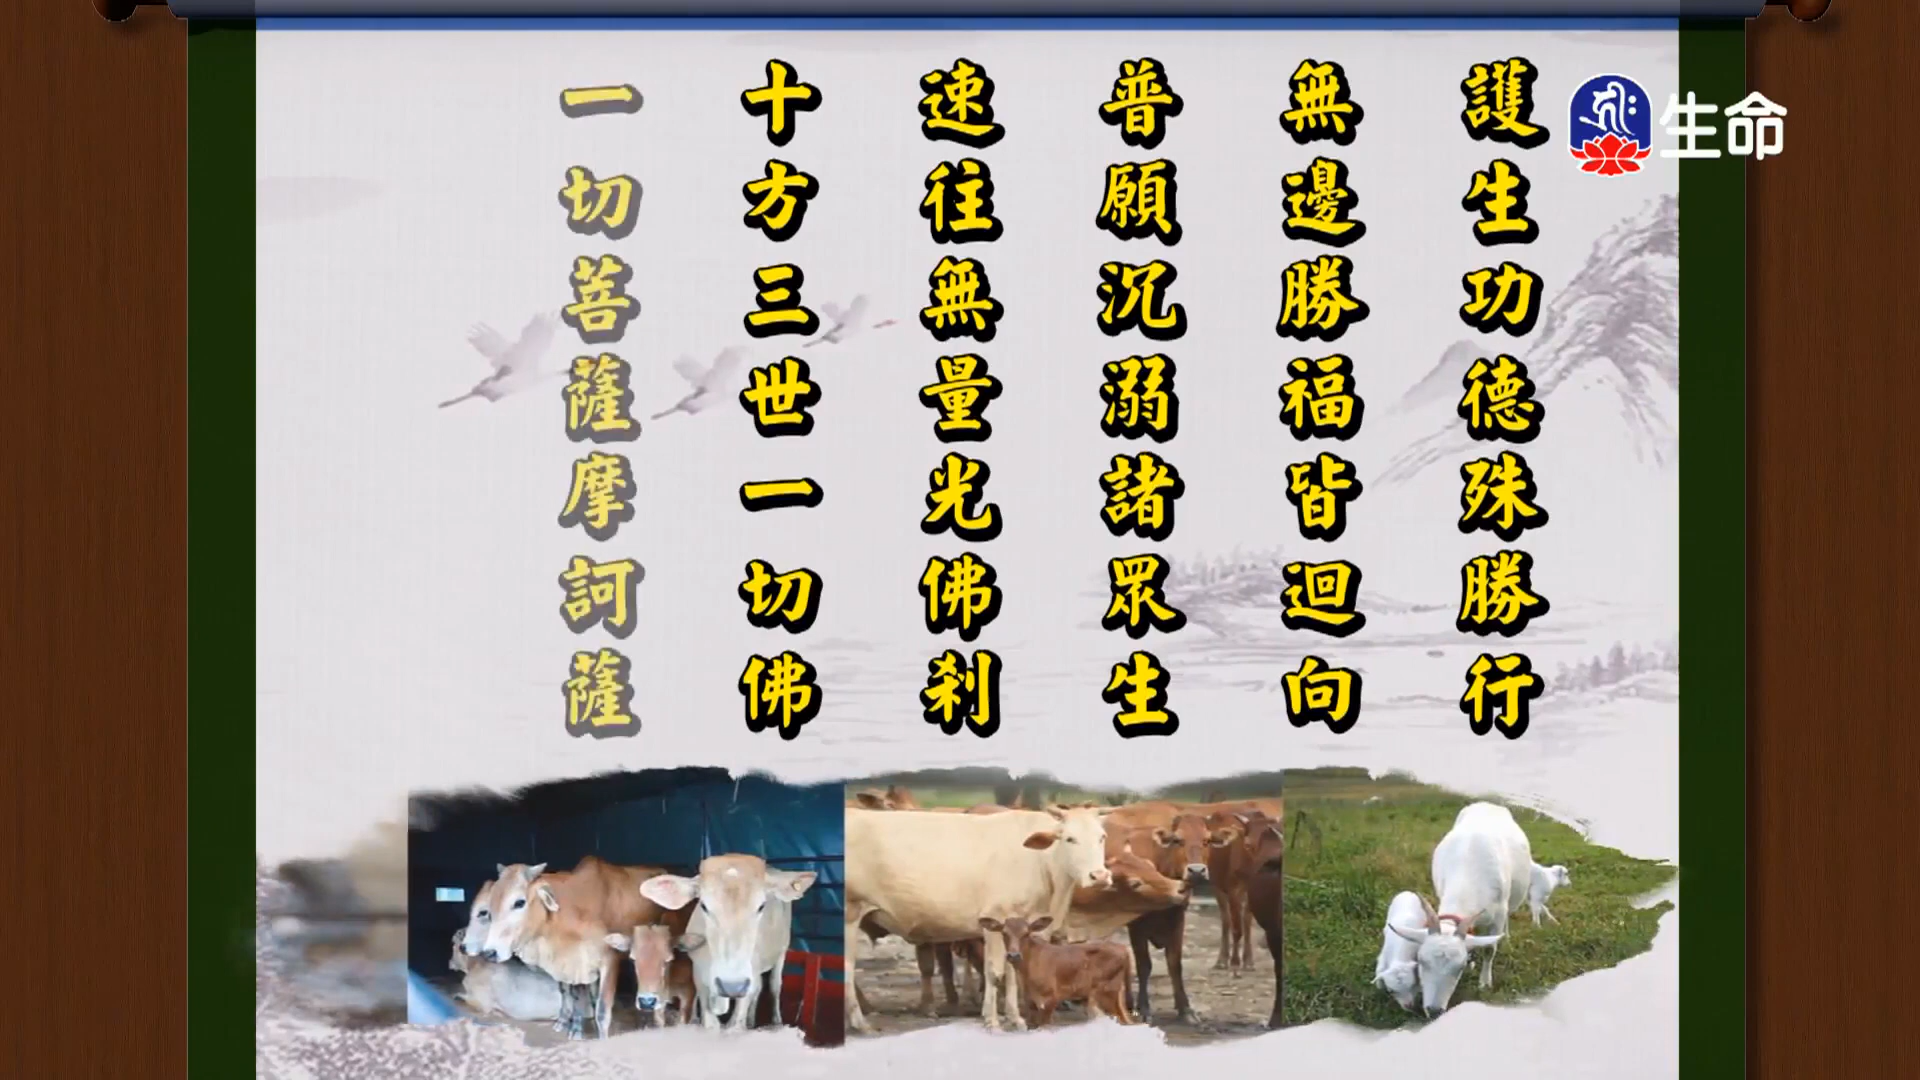 護生功德殊勝行
無邊勝福皆迴向
普願沉溺諸眾生
速往無量光佛剎
十方三世一切佛
一切菩薩摩訶薩
生命